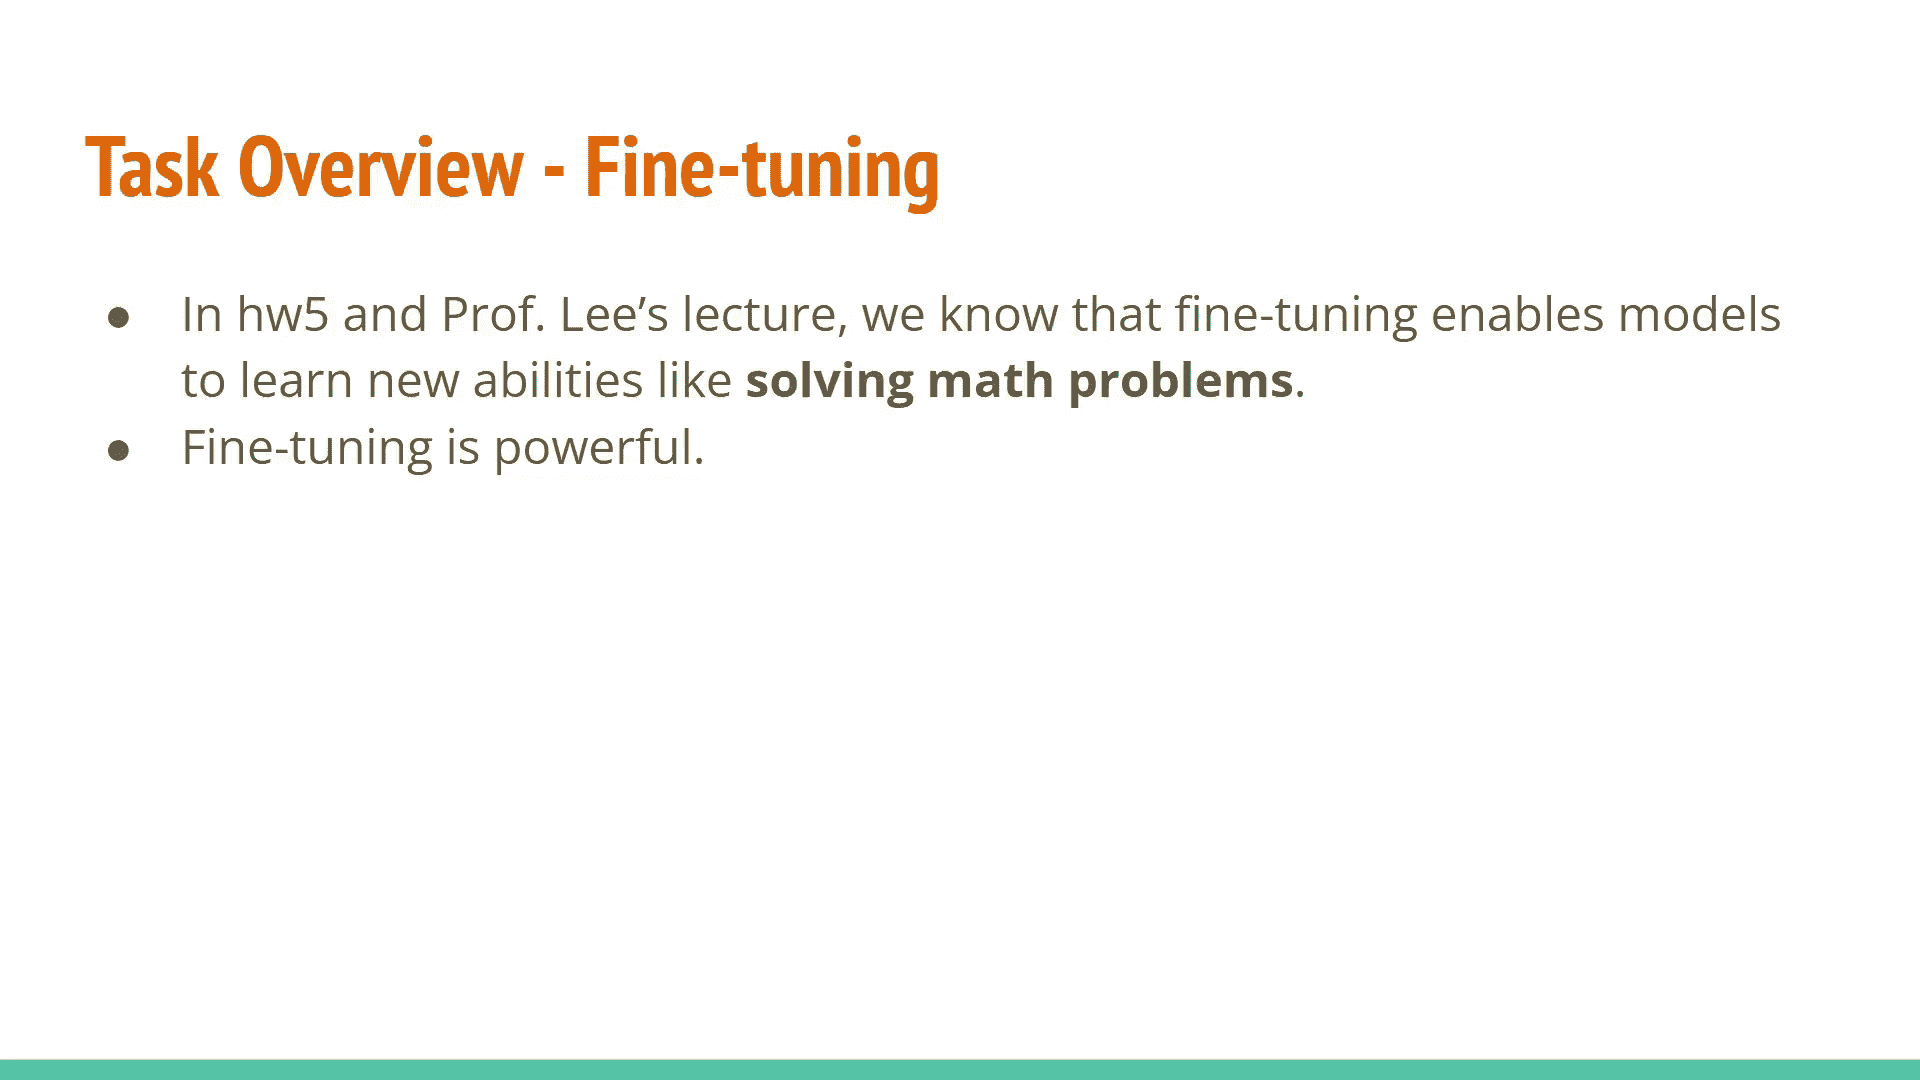 Task Overview - Fine-tuning
● In hw5 and Prof. Lee’s lecture, we know that fine-tuning enables models
to learn new abilities like solving math problems.
● Fine-tuning is powerful.